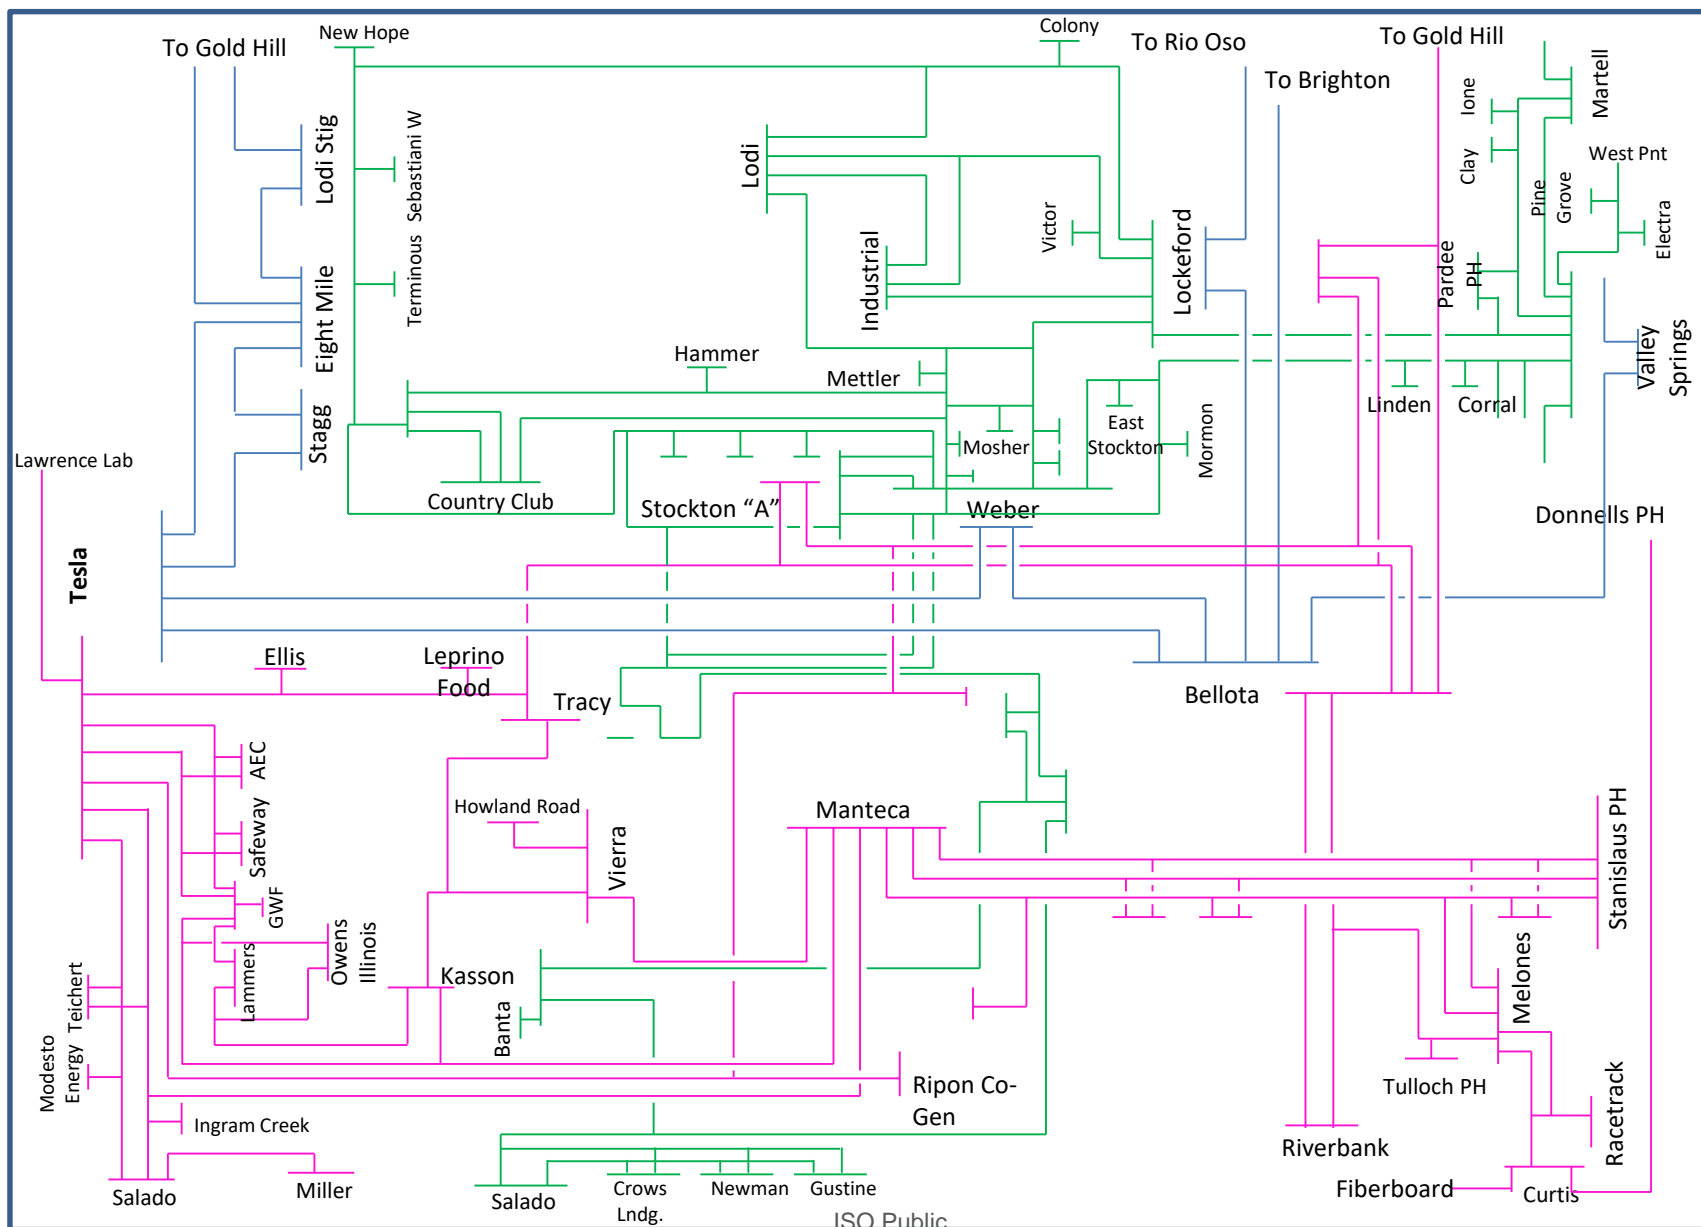 New Hope
Colony
To Gold Hill
To Rio Oso
To Gold Hill
To Brighton
Lodi Stig
Sebastiani W
Terminous
Lodi
Ione
Martell
Clay
West Pnt
Pine
Grove
Victor
Electra
Eight Mile
Industrial
Lockeford
Pardee
PH
Hammer
Mettler
Valley
Springs
Stagg
Linden
Corral
East
Stockton
Mosher
Mormon
Lawrence Lab
Country Club
Stockton “A”
Weber
Donnells PH
Tesla
Ellis
Leprino
Food
Tracy
Bellota
AEC
Howland Road
Manteca
Safeway
Vierra
Stanislaus PH
GWF
Lammers
Owens
Illinois
Kasson
Melones
Teichert
Banta
Modesto
Energy
Ripon Co-
Gen
Tulloch PH
Ingram Creek
Racetrack
Riverbank
Salado
Miller
Salado
Crows
Lndg.
Newman
Gustine
Fiberboard
Curtis
ISO Public